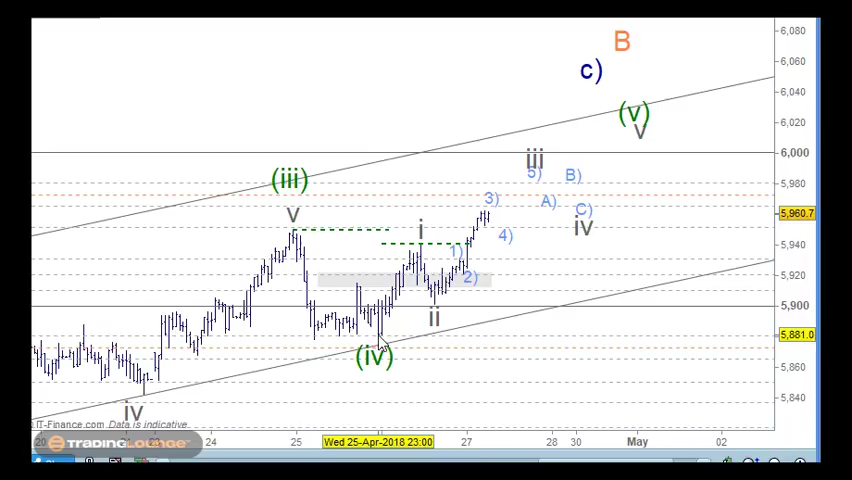 6,080
B
c)
6,060
6,040
(v)
v
6,020
iii
6,000
5)
B)
5,980
(iii)
3)
A)
v
C)
5,960.7
i
iv
4)
5,940
1)
2)
5,920
ii
5,900
5,881.0
(iv)
5,860
iv
5,840
© IT-Finance.com Data is indicative.
20
23
25
Wed 25-Apr-2018 23:00
27
28
30
May
02
TRADINGLOUNGE